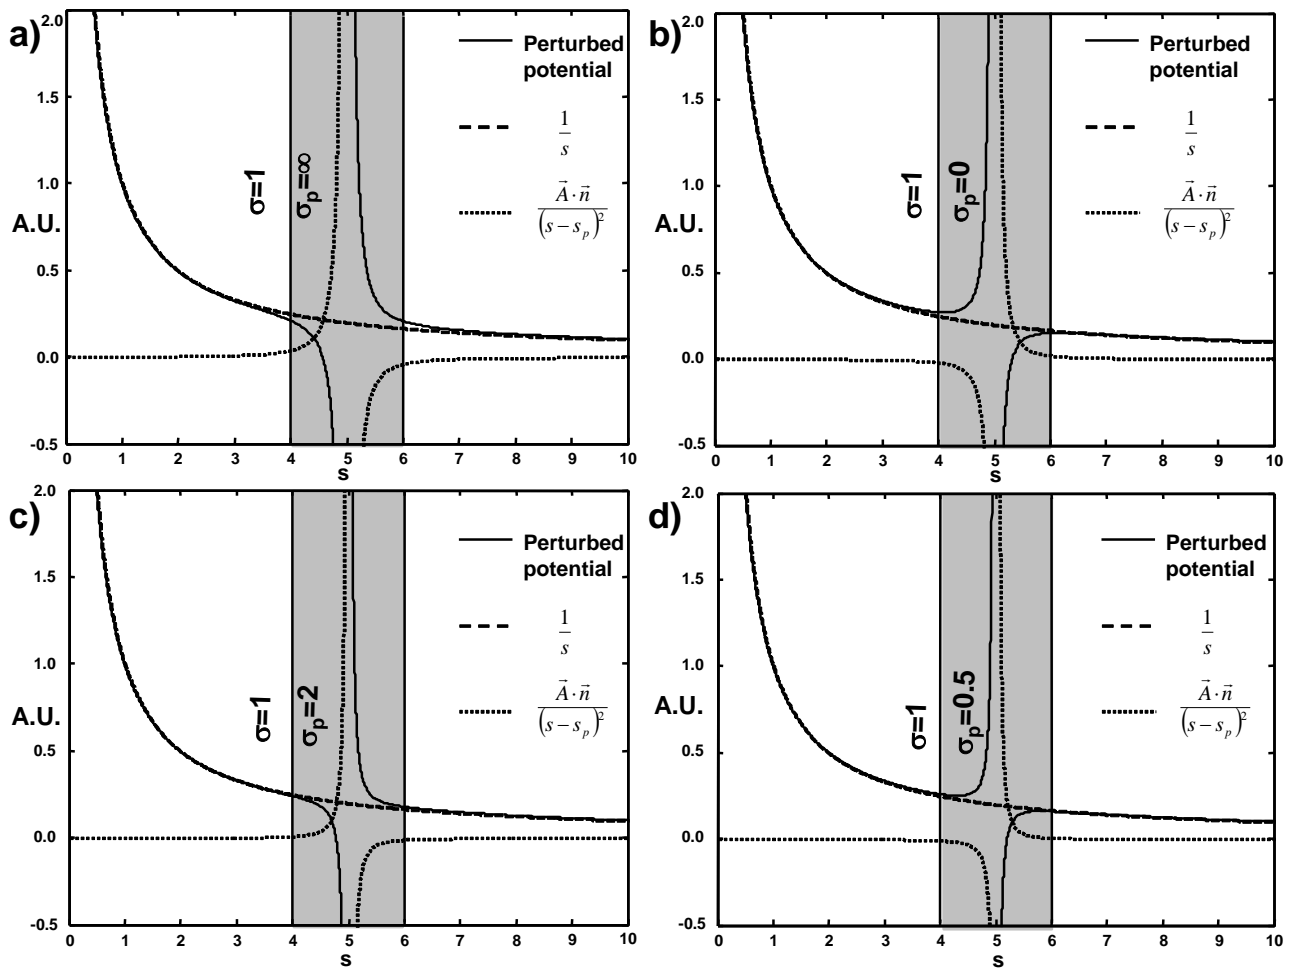 a)
2.0
1.5
1.0
A.U.
0.5
0.0
-0.5
0 1 2 3 4 5 6 7 8 9 10
s
σ=1
σp=∞
Perturbed
potential
1
s
A⃗·n⃗
(s−sp)²
b)
2.0
1.5
1.0
A.U.
0.5
0.0
-0.5
0 1 2 3 4 5 6 7 8 9 10
s
σ=1
σp=0
Perturbed
potential
1
s
A⃗·n⃗
(s−sp)²
c)
2.0
1.5
1.0
A.U.
0.5
0.0
-0.5
0 1 2 3 4 5 6 7 8 9 10
s
σ=1
σp=2
Perturbed
potential
1
s
A⃗·n⃗
(s−sp)²
d)
2.0
1.5
1.0
A.U.
0.5
0.0
-0.5
0 1 2 3 4 5 6 7 8 9 10
s
σ=1
σp=0.5
Perturbed
potential
1
s
A⃗·n⃗
(s−sp)²